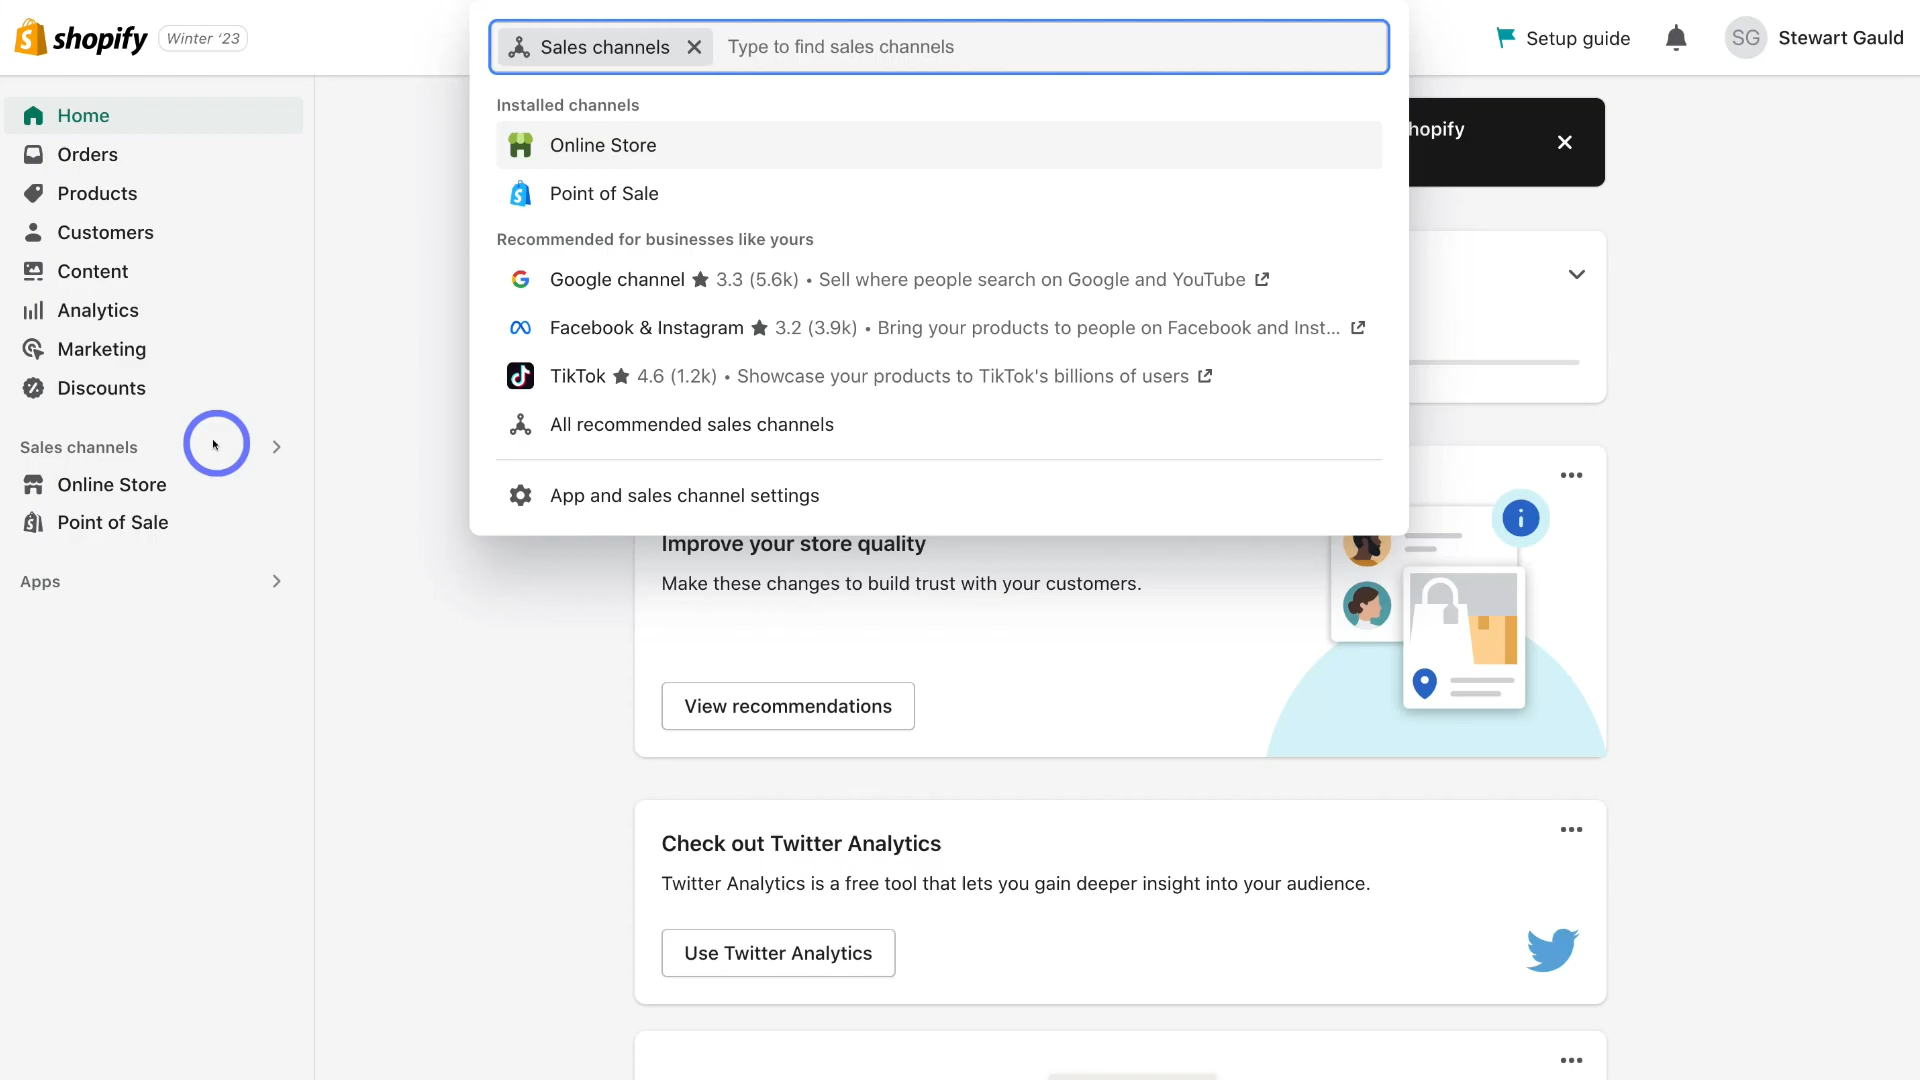 shopify
Winter '23
Sales channels
Type to find sales channels
Setup guide
SG
Stewart Gauld
Home
Orders
Products
Customers
Content
Analytics
Marketing
Discounts
Sales channels
Online Store
Point of Sale
Apps
Installed channels
Online Store
Point of Sale
Recommended for businesses like yours
Google channel ★ 3.3 (5.6k) • Sell where people search on Google and YouTube
Facebook & Instagram ★ 3.2 (3.9k) • Bring your products to people on Facebook and Inst...
TikTok ★ 4.6 (1.2k) • Showcase your products to TikTok's billions of users
All recommended sales channels
App and sales channel settings
hopify
Improve your store quality
Make these changes to build trust with your customers.
View recommendations
Check out Twitter Analytics
Twitter Analytics is a free tool that lets you gain deeper insight into your audience.
Use Twitter Analytics